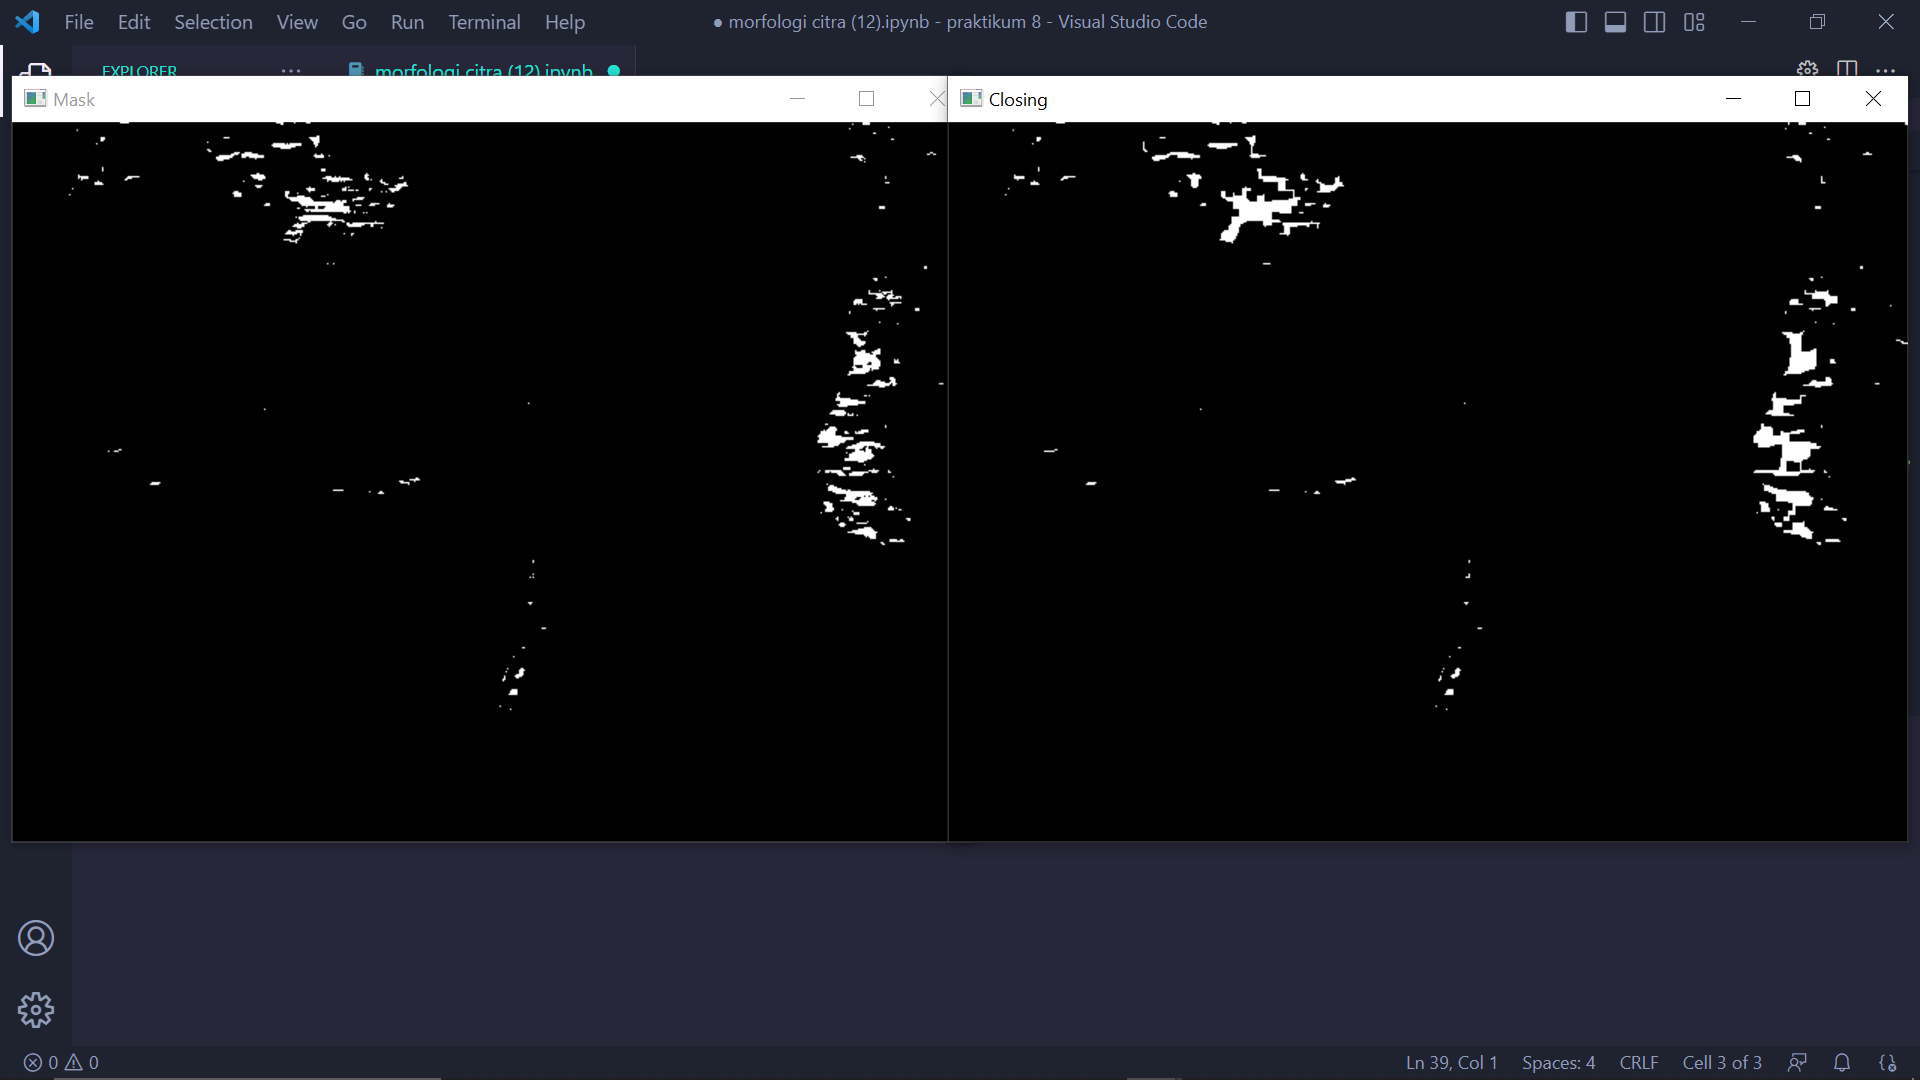 File Edit Selection View Go Run Terminal Help ● morfologi citra (12).ipynb - praktikum 8 - Visual Studio Code
EXPLORER ··· morfologi citra (12).ipynb
Mask
Closing
0 0 Ln 39, Col 1 Spaces: 4 CRLF Cell 3 of 3